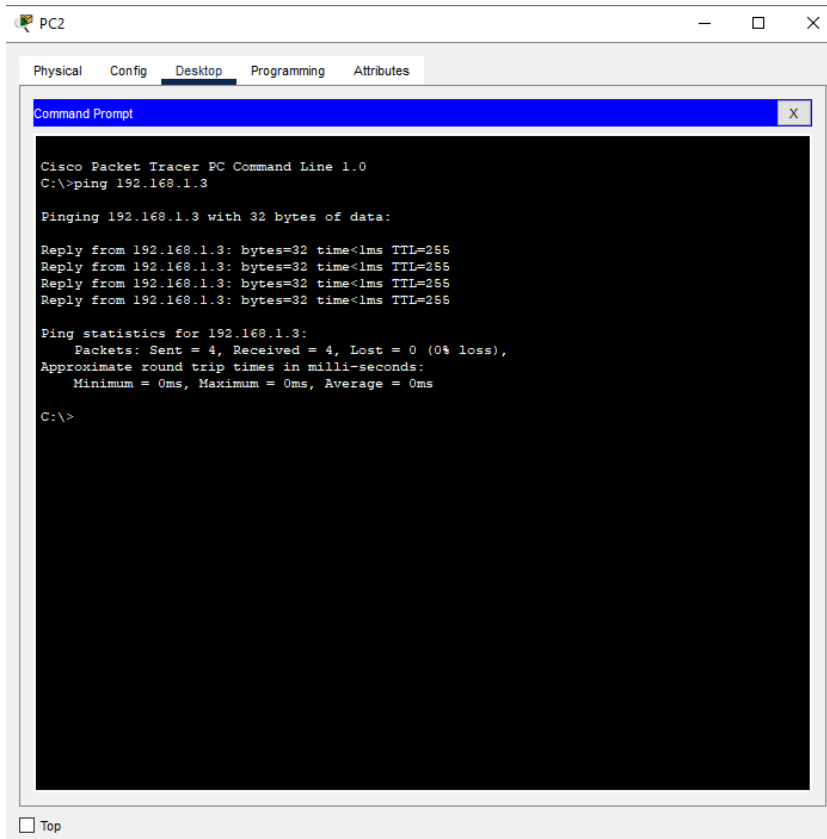 PC2
Physical Config Desktop Programming Attributes
Command Prompt
X
Cisco Packet Tracer PC Command Line 1.0
C:\>ping 192.168.1.3
Pinging 192.168.1.3 with 32 bytes of data:
Reply from 192.168.1.3: bytes=32 time<1ms TTL=255
Reply from 192.168.1.3: bytes=32 time<1ms TTL=255
Reply from 192.168.1.3: bytes=32 time<1ms TTL=255
Reply from 192.168.1.3: bytes=32 time<1ms TTL=255
Ping statistics for 192.168.1.3:
Packets: Sent = 4, Received = 4, Lost = 0 (0% loss),
Approximate round trip times in milli-seconds:
Minimum = 0ms, Maximum = 0ms, Average = 0ms
C:\>
Top